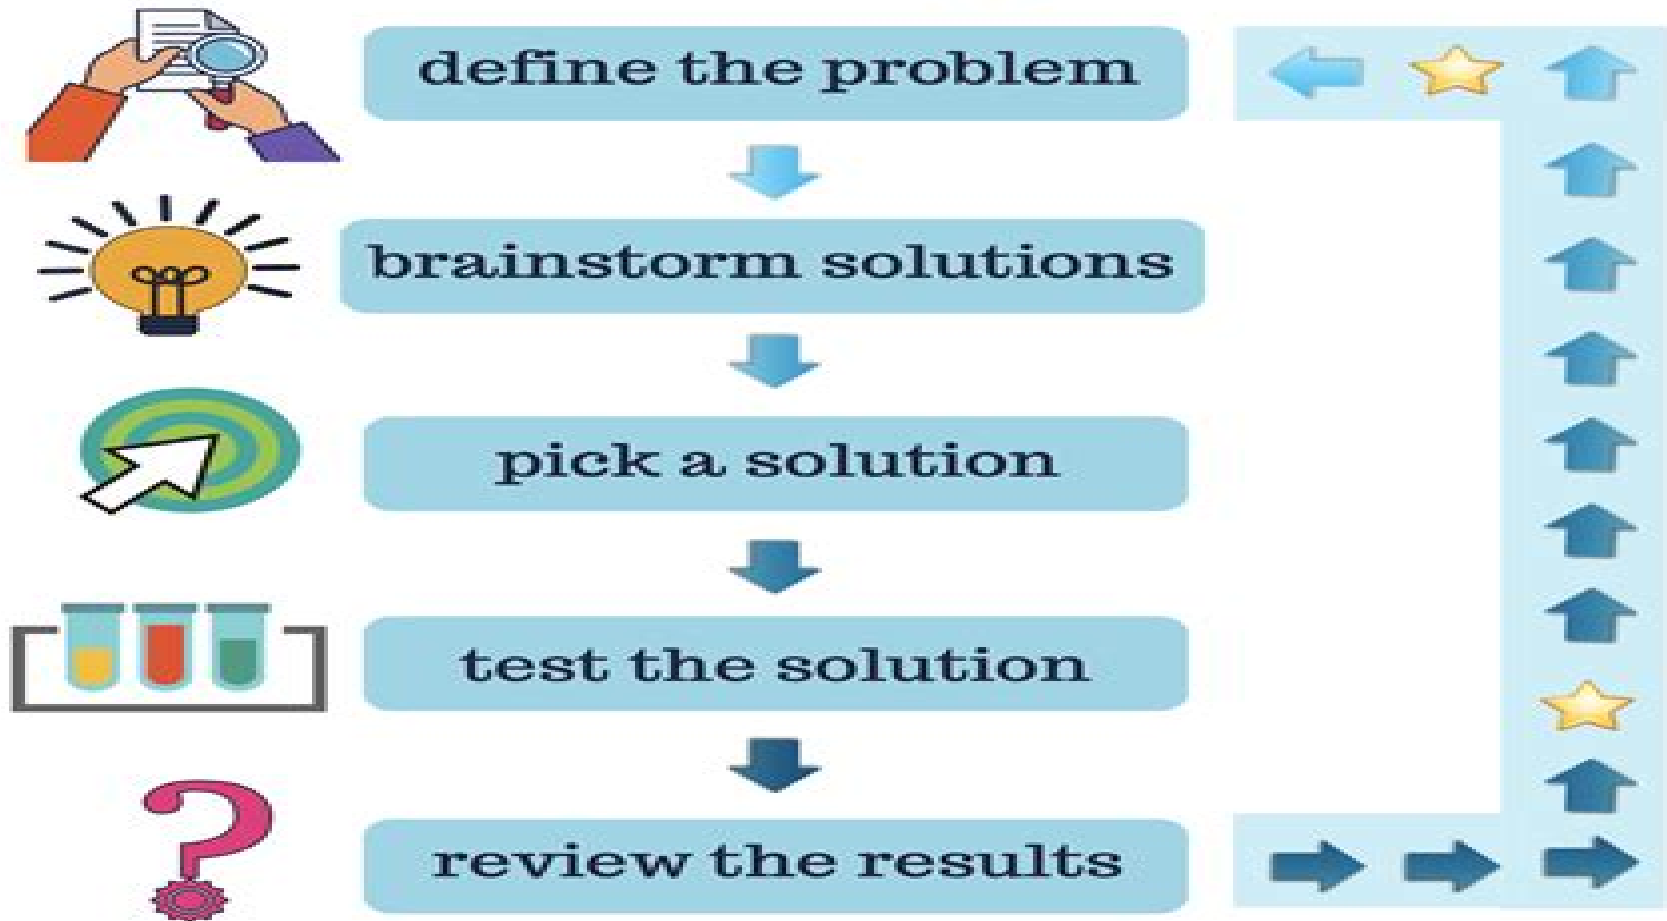 define the problem
brainstorm solutions
pick a solution
test the solution
review the results